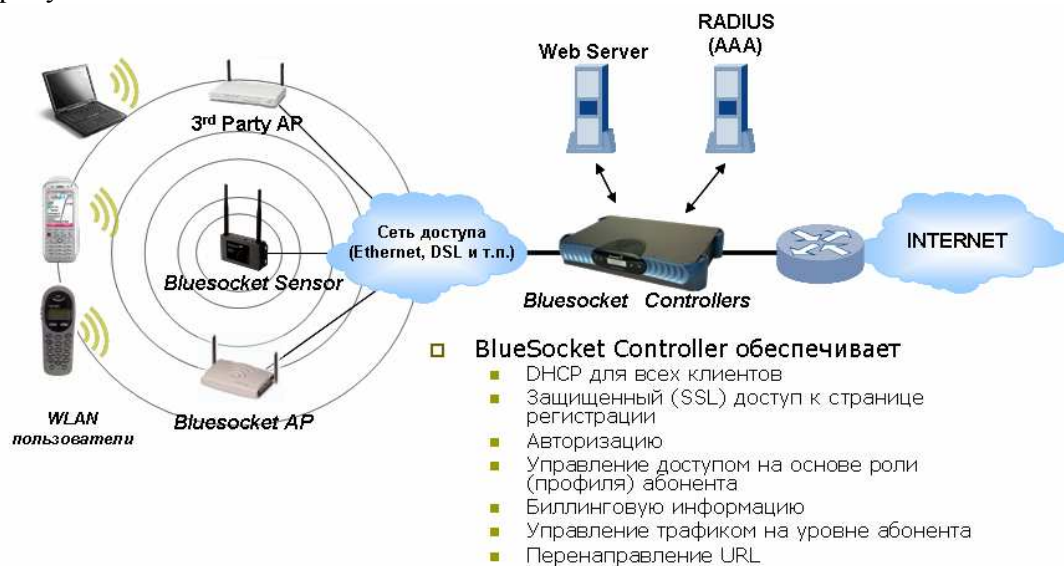 RADIUS
(AAA)
Web Server
3rd Party AP
Сеть доступа
(Ethernet, DSL и т.п.)
INTERNET
Bluesocket Sensor
Bluesocket Controllers
WLAN
пользователи
Bluesocket AP
BlueSocket Controller обеспечивает
DHCP для всех клиентов
Защищенный (SSL) доступ к странице
регистрации
Авторизацию
Управление доступом на основе роли
(профиля) абонента
Биллинговую информацию
Управление трафиком на уровне абонента
Перенаправление URL